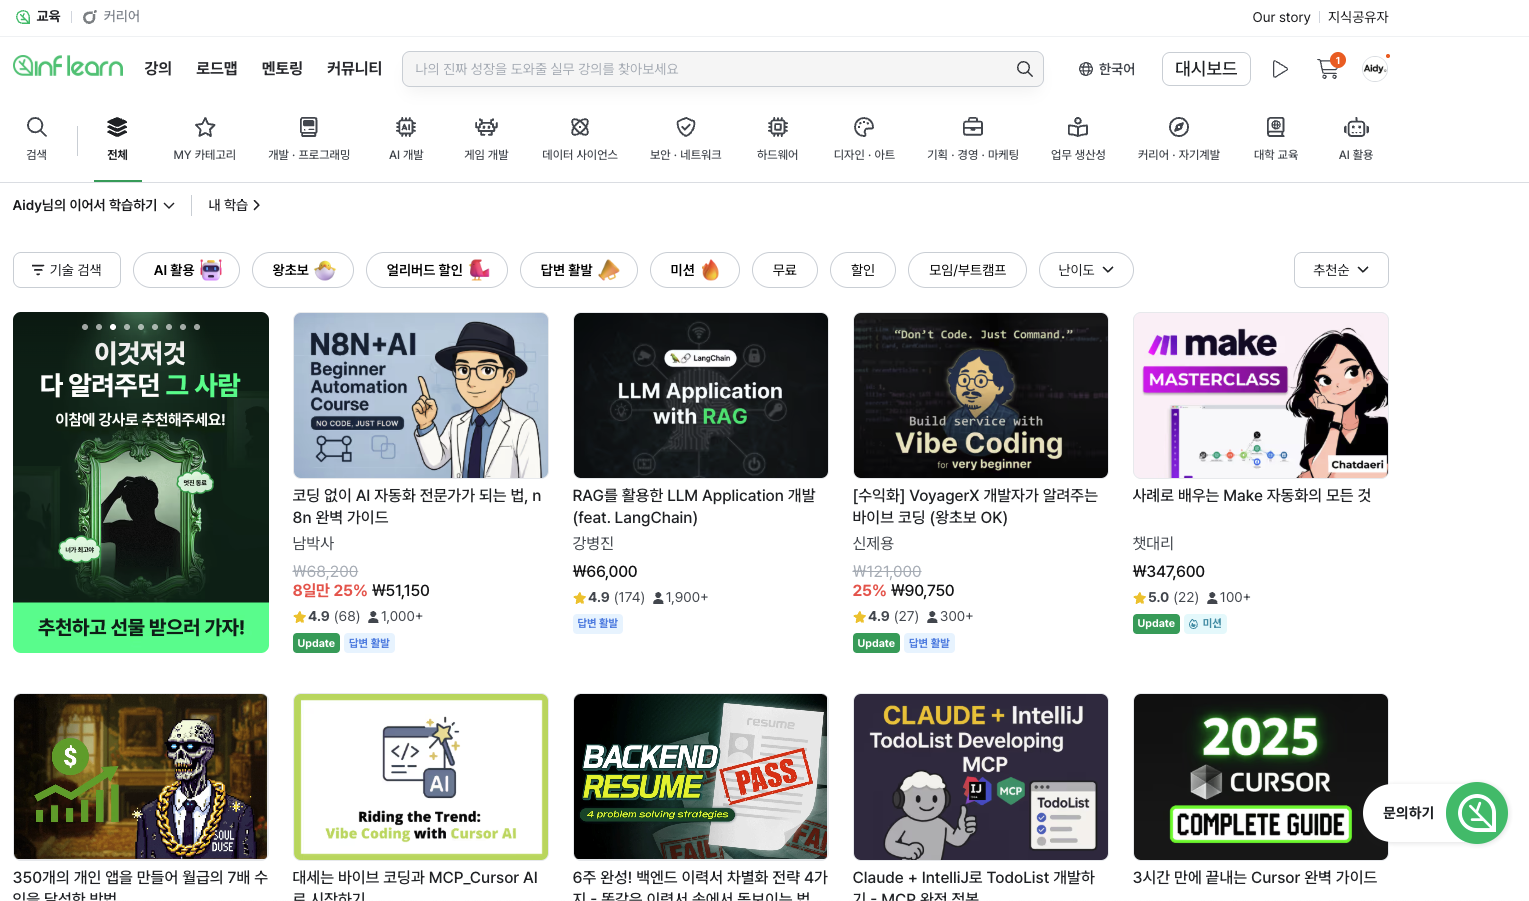 교육
커리어
Our story
지식공유자
inflearn
강의
로드맵
멘토링
커뮤니티
나의 진짜 성장을 도와줄 실무 강의를 찾아보세요
한국어
대시보드
1
Aidy.
검색
전체
MY 카테고리
개발 · 프로그래밍
AI 개발
게임 개발
데이터 사이언스
보안 · 네트워크
하드웨어
디자인 · 아트
기획 · 경영 · 마케팅
업무 생산성
커리어 · 자기계발
대학 교육
AI 활용
Aidy님의 이어서 학습하기
내 학습
기술 검색
AI 활용
왕초보
얼리버드 할인
답변 활발
미션
무료
할인
모임/부트캠프
난이도
추천순
이것저것
다 알려주던 그 사람
이참에 강사로 추천해주세요!
멋진 동료
내가 최고야
추천하고 선물 받으러 가자!
N8N+AI
Beginner
Automation
Course
NO CODE, JUST FLOW
코딩 없이 AI 자동화 전문가가 되는 법, n
8n 완벽 가이드
남박사
₩68,200
8일만 25% ₩51,150
4.9 (68) 1,000+
Update
답변 활발
LangChain
LLM Application
with RAG
RAG를 활용한 LLM Application 개발
(feat. LangChain)
강병진
₩66,000
4.9 (174) 1,900+
답변 활발
“Don’t Code. Just Command.”
Build service with
Vibe Coding
for very beginner
[수익화] VoyagerX 개발자가 알려주는
바이브 코딩 (왕초보 OK)
신제용
₩121,000
25% ₩90,750
4.9 (27) 300+
Update
답변 활발
make
MASTERCLASS
Chatdaeri
사례로 배우는 Make 자동화의 모든 것
챗대리
₩347,600
5.0 (22) 100+
Update
미션
$
SOUL
DUSE
350개의 개인 앱을 만들어 월급의 7배 수
익을 달성한 방법
</>
AI
Riding the Trend:
Vibe Coding with Cursor AI
대세는 바이브 코딩과 MCP_Cursor AI
로 시작하기
resume
BACKEND
RESUME
PASS
4 problem solving strategies
FAIL
FAIL
6주 완성! 백엔드 이력서 차별화 전략 4가
지 - 똑같은 이력서 속에서 돋보이는 법
CLAUDE + IntelliJ
TodoList Developing
MCP
IJ
MCP
TodoList
Claude + IntelliJ로 TodoList 개발하
기 - MCP 완전 정복
2025
CURSOR
COMPLETE GUIDE
3시간 만에 끝내는 Cursor 완벽 가이드
문의하기